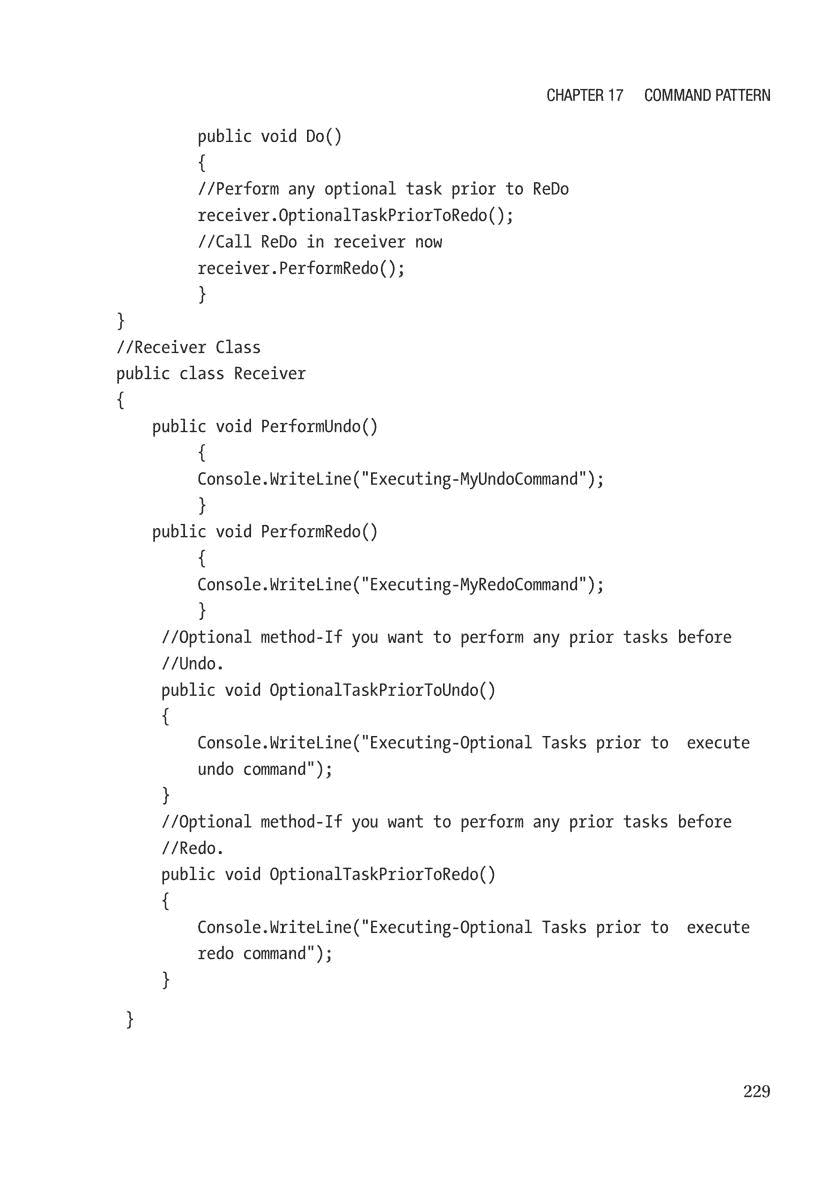 CHAPTER 17 COMMAND PATTERN
public void Do()
{
//Perform any optional task prior to ReDo
receiver.OptionalTaskPriorToRedo();
//Call ReDo in receiver now
receiver.PerformRedo();
}
}
//Receiver Class
public class Receiver
{
public void PerformUndo()
{
Console.WriteLine("Executing-MyUndoCommand");
}
public void PerformRedo()
{
Console.WriteLine("Executing-MyRedoCommand");
}
//Optional method-If you want to perform any prior tasks before
//Undo.
public void OptionalTaskPriorToUndo()
{
Console.WriteLine("Executing-Optional Tasks prior to  execute
undo command");
}
//Optional method-If you want to perform any prior tasks before
//Redo.
public void OptionalTaskPriorToRedo()
{
Console.WriteLine("Executing-Optional Tasks prior to  execute
redo command");
}
}
229